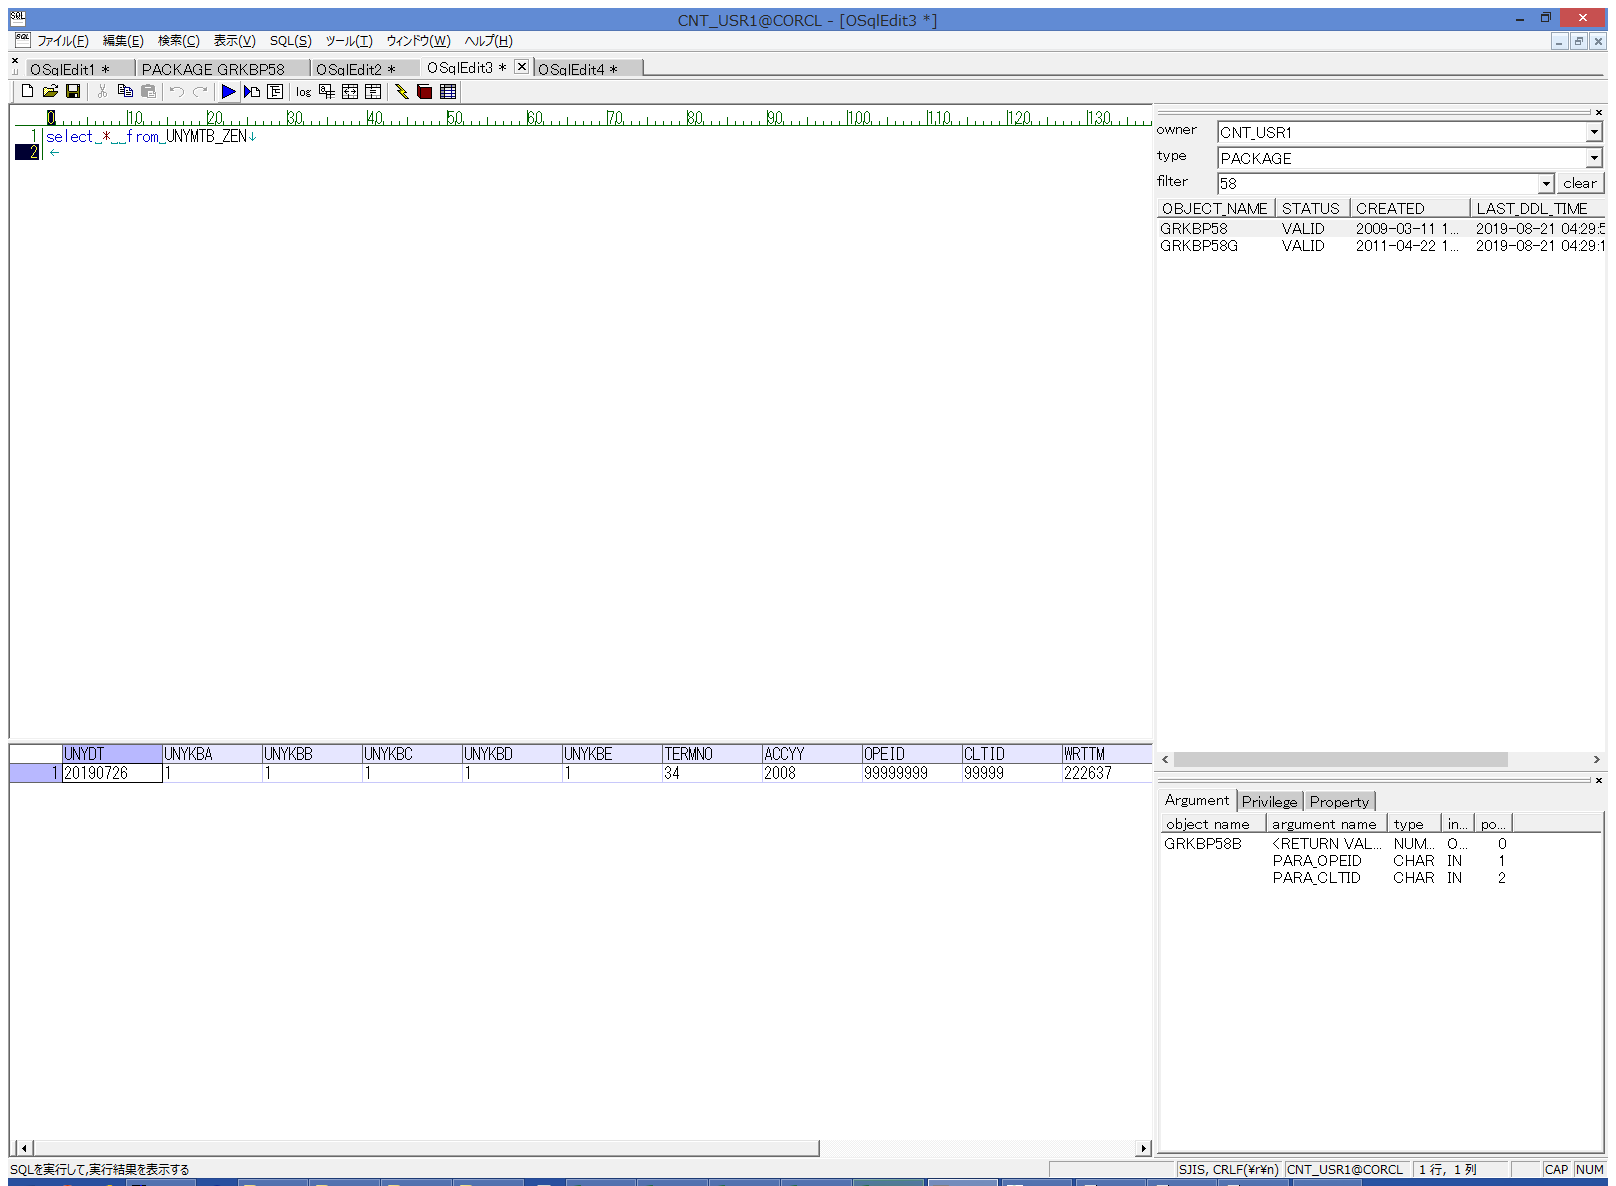 CNT_USR1@CORCL - [OSqlEdit3 *]
ファイル(F) 編集(E) 検索(C) 表示(V) SQL(S) ツール(T) ウィンドウ(W) ヘルプ(H)
OSqlEdit1 * PACKAGE GRKBP58 OSqlEdit2 * OSqlEdit3 * OSqlEdit4 *
log
0 10 20 30 40 50 60 70 80 90 100 110 120 130
1 select * from UNYMTB_ZEN↓
2 ←
owner CNT_USR1
type PACKAGE
filter 58 clear
OBJECT_NAME STATUS CREATED LAST_DDL_TIME
GRKBP58 VALID 2009-03-11 1... 2019-08-21 04:29:5
GRKBP58G VALID 2011-04-22 1... 2019-08-21 04:29:1
UNYDT UNYKBA UNYKBB UNYKBC UNYKBD UNYKBE TERMNO ACCYY OPEID CLTID WRTTM
1 20190726 1 1 1 1 1 34 2008 99999999 99999 222637
Argument Privilege Property
object name argument name type in... po...
GRKBP58B <RETURN VAL... NUM... O... 0
PARA_OPEID CHAR IN 1
PARA_CLTID CHAR IN 2
SQLを実行して,実行結果を表示する SJIS, CRLF(¥r¥n) CNT_USR1@CORCL 1 行, 1 列 CAP NUM